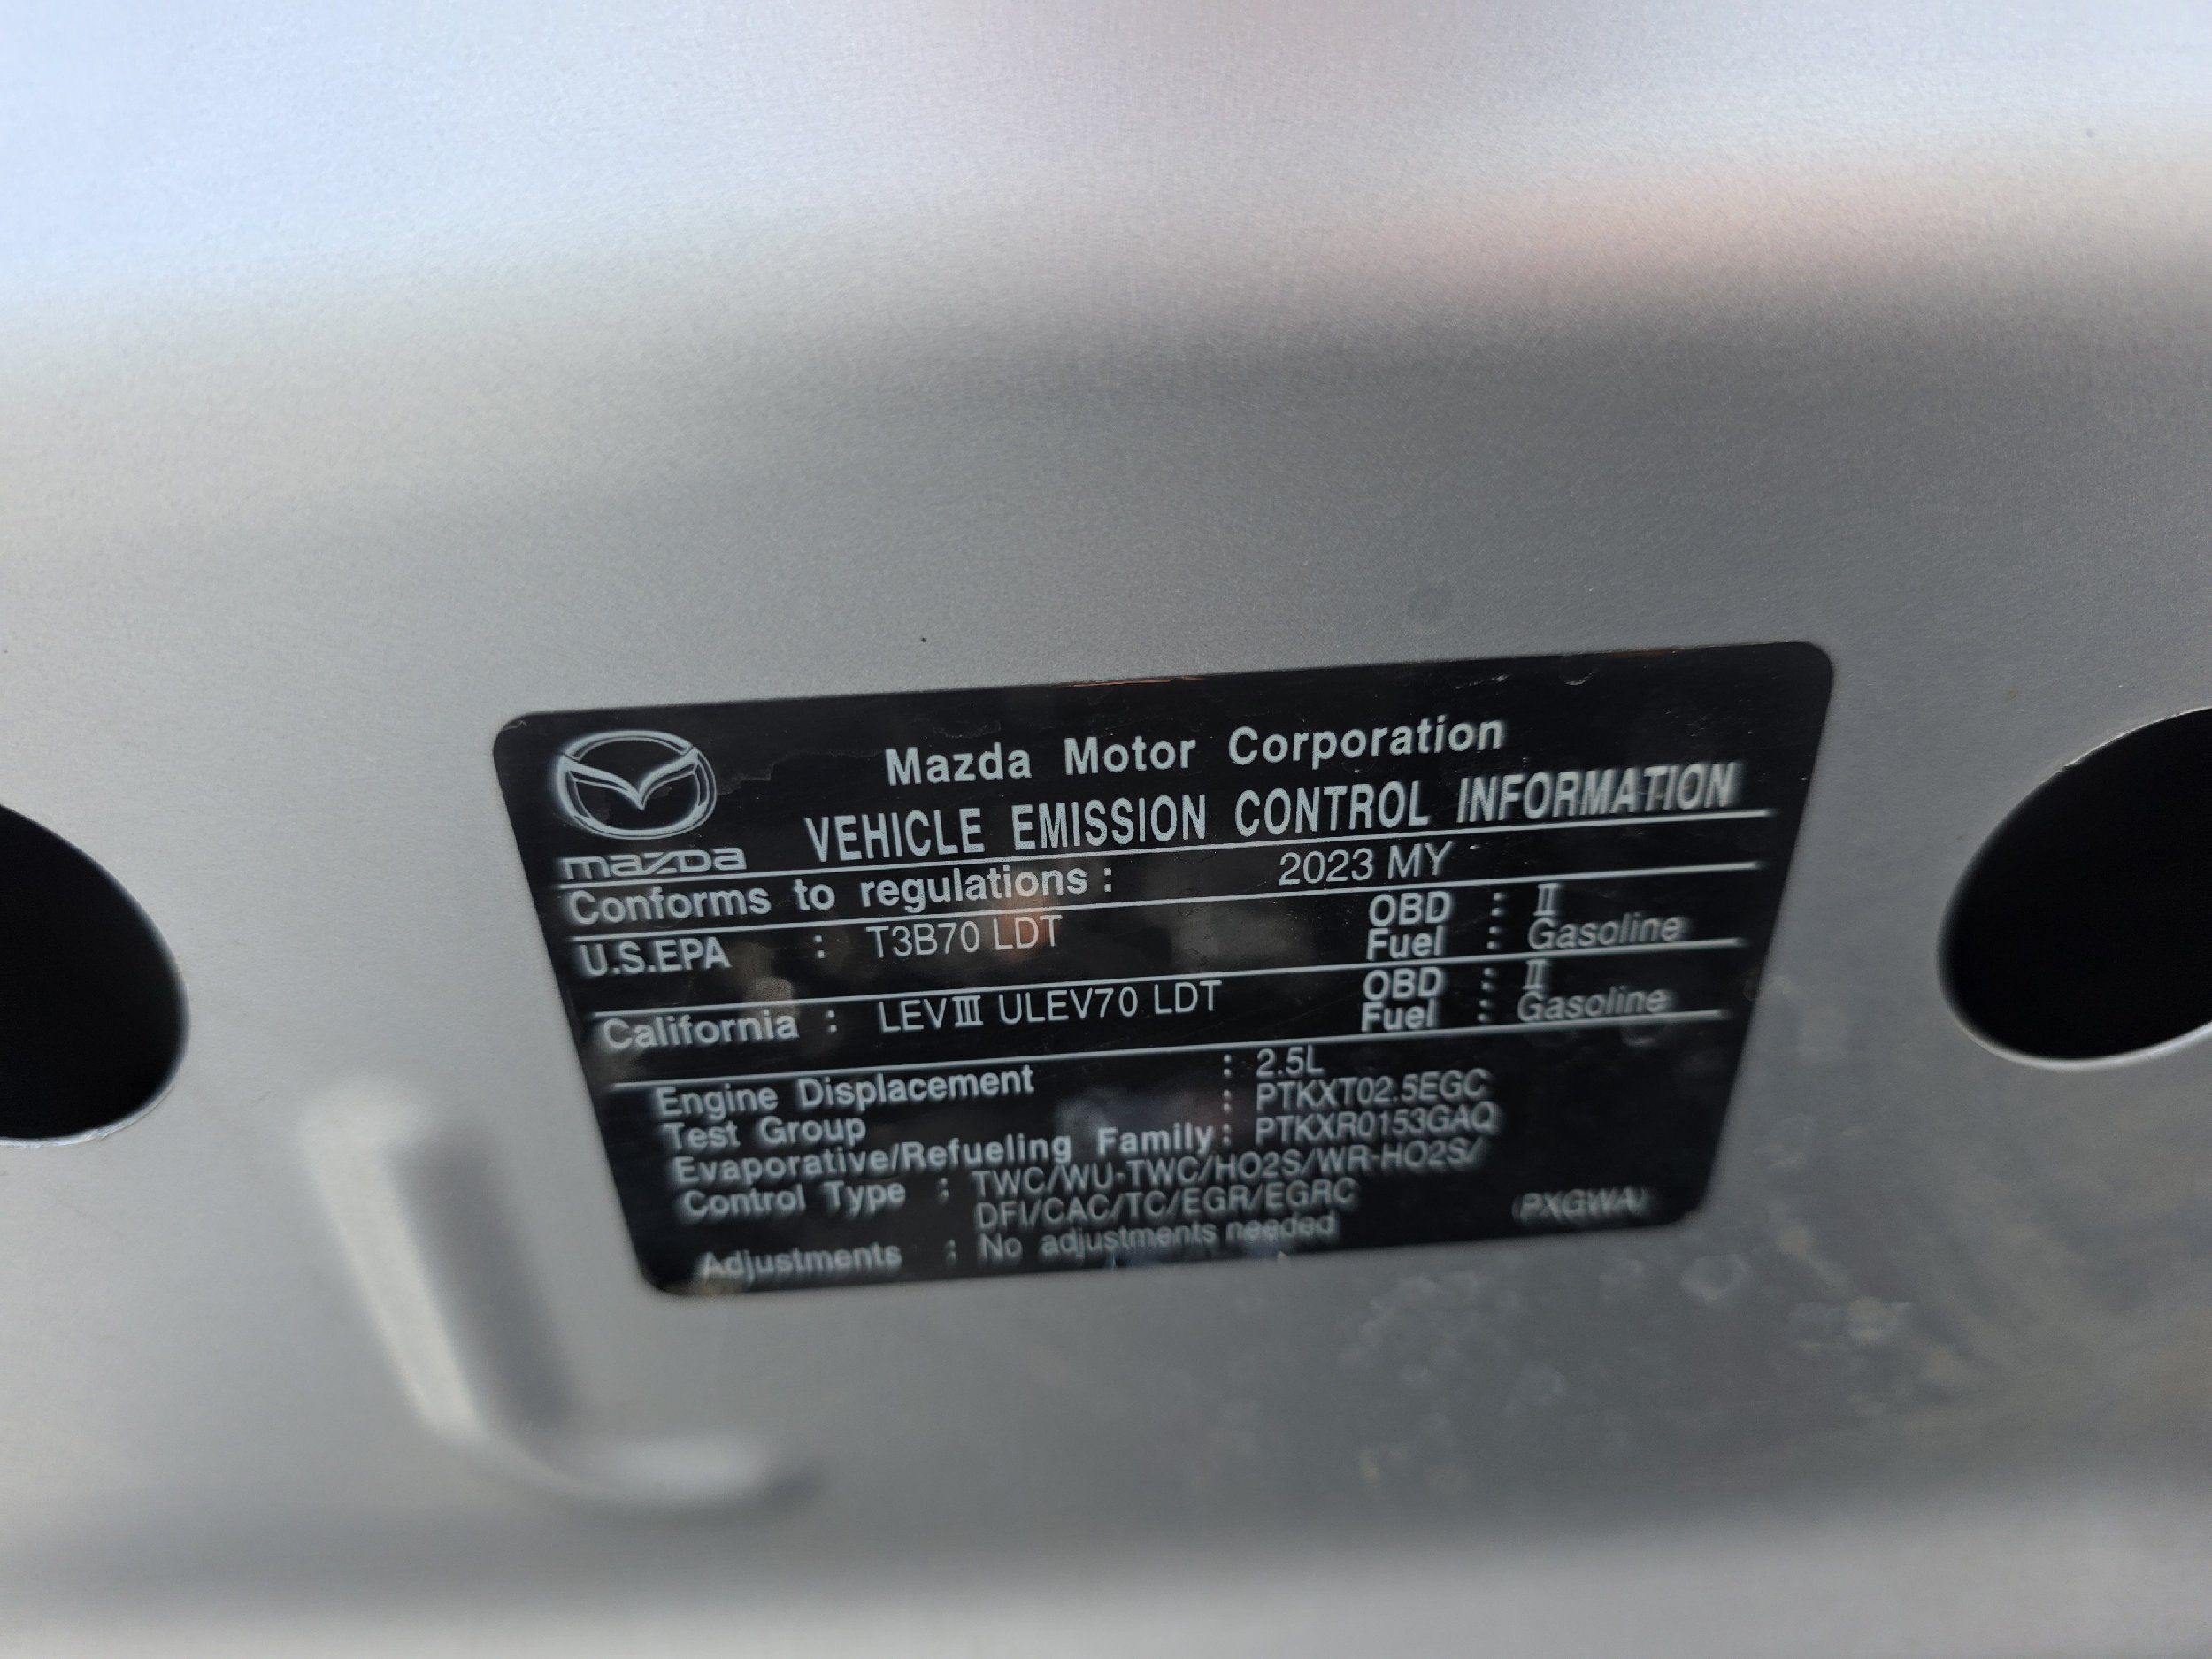 Mazda Motor Corporation
mazda VEHICLE EMISSION CONTROL INFORMATION
Conforms to regulations : 2023 MY
U.S.EPA : T3B70 LDT OBD : Ⅱ
Fuel : Gasoline
California : LEVⅢ ULEV70 LDT OBD : Ⅱ
Fuel : Gasoline
Engine Displacement : 2.5L
Test Group : PTKXT02.5EGC
Evaporative/Refueling Family : PTKXR0153GAQ
Control Type : TWC/WU-TWC/HO2S/WR-HO2S/
DFI/CAC/TC/EGR/EGRC
Adjustments : No adjustments needed
(PXGWA)